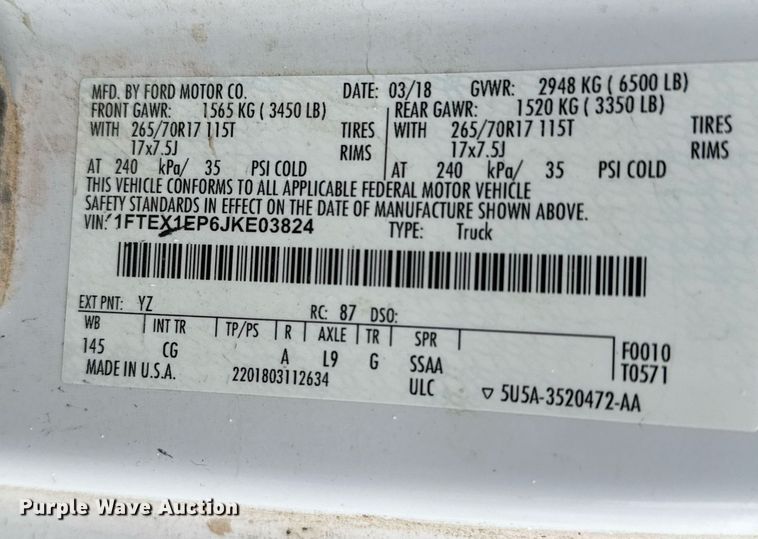 MFD. BY FORD MOTOR CO. DATE: 03/18 GVWR: 2948 KG ( 6500 LB)
FRONT GAWR: 1565 KG ( 3450 LB) REAR GAWR: 1520 KG ( 3350 LB)
WITH 265/70R17 115T TIRES WITH 265/70R17 115T TIRES
17x7.5J RIMS 17x7.5J RIMS
AT 240 kPa/ 35 PSI COLD AT 240 kPa/ 35 PSI COLD
THIS VEHICLE CONFORMS TO ALL APPLICABLE FEDERAL MOTOR VEHICLE
SAFETY STANDARDS IN EFFECT ON THE DATE OF MANUFACTURE SHOWN ABOVE.
VIN: 1FTEX1EP6JKE03824 TYPE: Truck
EXT PNT: YZ RC: 87 DSO:
WB INT TR TP/PS R AXLE TR SPR F0010
145 CG A L9 G SSAA T0571
MADE IN U.S.A. 2201803112634 ULC 5U5A-3520472-AA
Purple Wave Auction